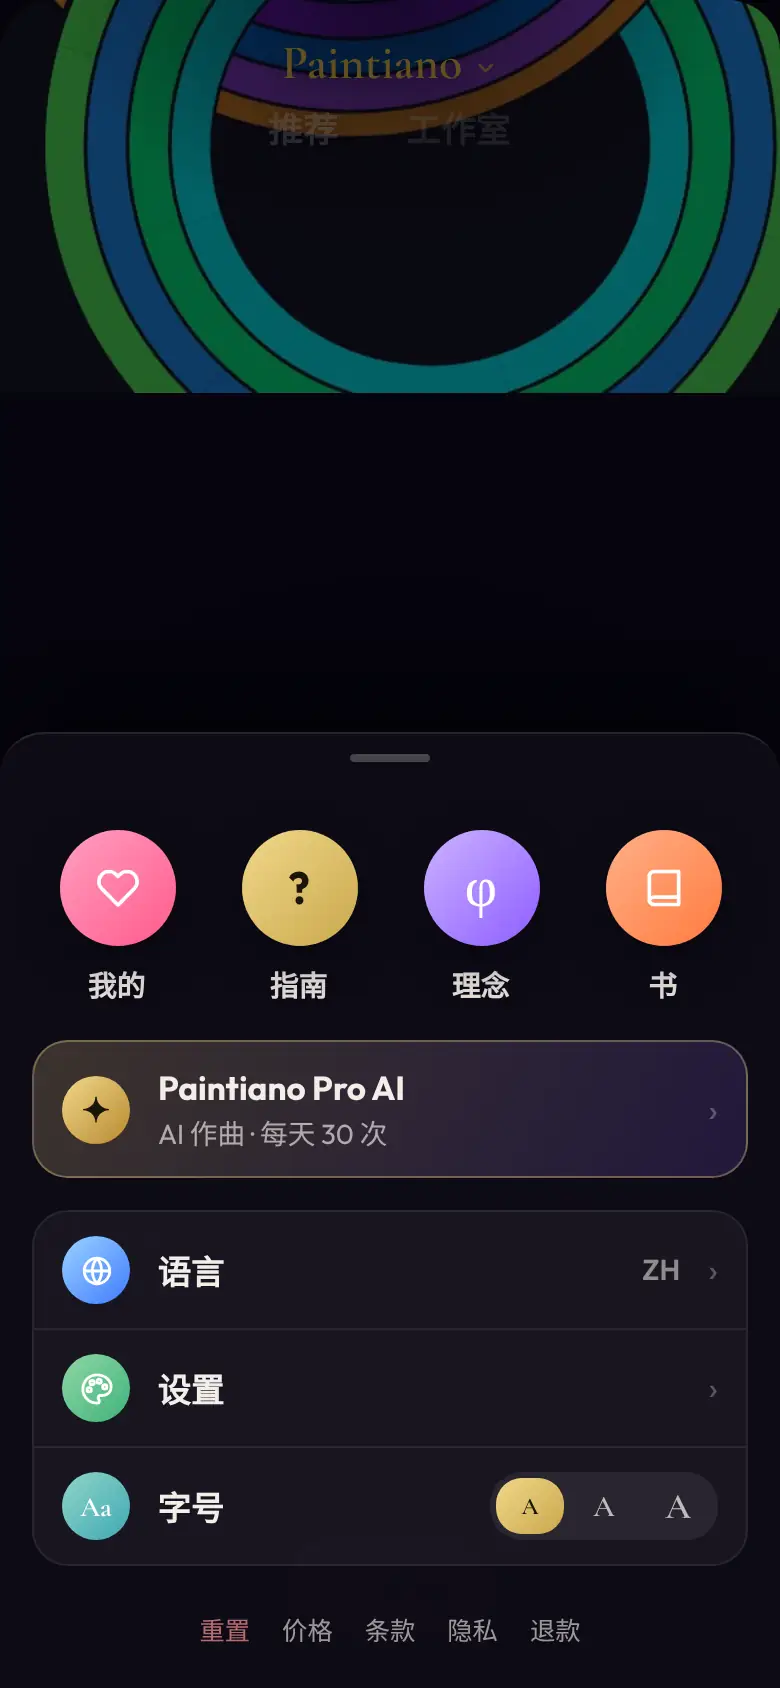 Paintiano
推荐 工作室
?
φ
我的 指南 理念 书
Paintiano Pro AI
AI 作曲 · 每天 30 次
语言 ZH
设置
Aa 字号 A A A
重置 价格 条款 隐私 退款